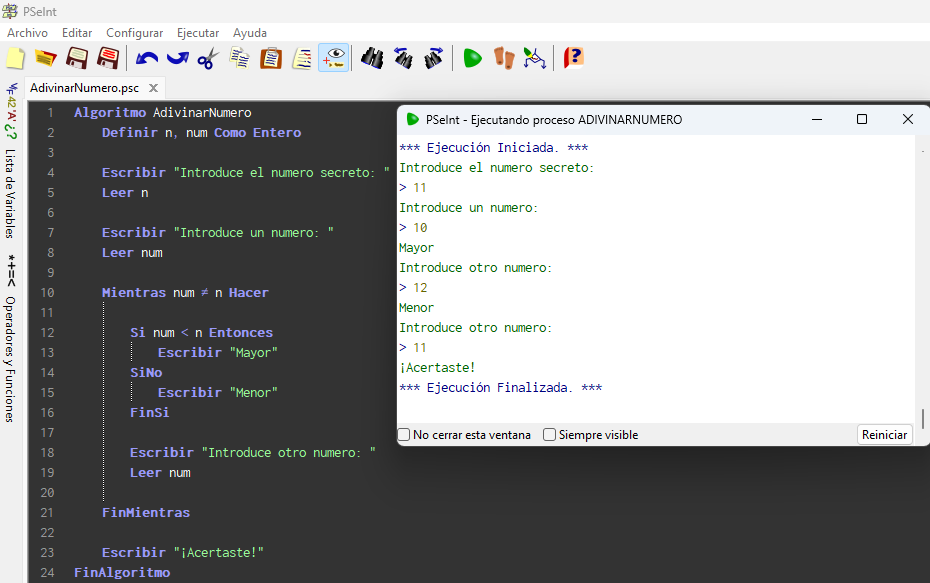 PSeInt
Archivo Editar Configurar Ejecutar Ayuda
AdivinarNumero.psc
Lista de Variables
*+=< Operadores y Funciones
1 Algoritmo AdivinarNumero
2 Definir n, num Como Entero
3
4 Escribir "Introduce el numero secreto: "
5 Leer n
6
7 Escribir "Introduce un numero: "
8 Leer num
9
10 Mientras num ≠ n Hacer
11
12 Si num < n Entonces
13 Escribir "Mayor"
14 SiNo
15 Escribir "Menor"
16 FinSi
17
18 Escribir "Introduce otro numero: "
19 Leer num
20
21 FinMientras
22
23 Escribir "¡Acertaste!"
24 FinAlgoritmo
PSeInt - Ejecutando proceso ADIVINARNUMERO
*** Ejecución Iniciada. ***
Introduce el numero secreto:
> 11
Introduce un numero:
> 10
Mayor
Introduce otro numero:
> 12
Menor
Introduce otro numero:
> 11
¡Acertaste!
*** Ejecución Finalizada. ***
No cerrar esta ventana Siempre visible Reiniciar